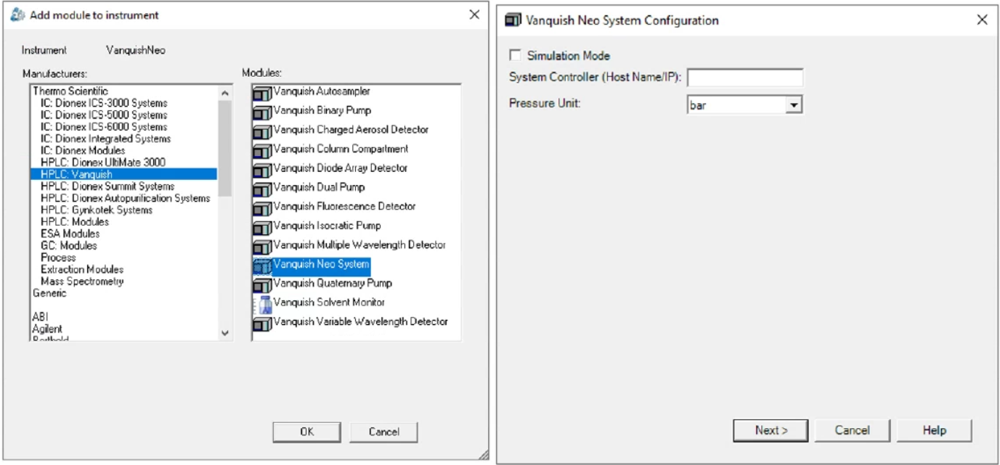 Add module to instrument
Instrument VanquishNeo
Manufacturers:
Thermo Scientific
IC: Dionex ICS-3000 Systems
IC: Dionex ICS-5000 Systems
IC: Dionex ICS-6000 Systems
IC: Dionex Integrated Systems
IC: Dionex Modules
HPLC: Dionex UltiMate 3000
HPLC: Vanquish
HPLC: Dionex Summit Systems
HPLC: Dionex Autopurification Systems
HPLC: Gynkotek Systems
HPLC: Modules
ESA Modules
GC: Modules
Process
Extraction Modules
Mass Spectrometry
Generic
ABI
Agilent
Modules:
Vanquish Autosampler
Vanquish Binary Pump
Vanquish Charged Aerosol Detector
Vanquish Column Compartment
Vanquish Diode Array Detector
Vanquish Dual Pump
Vanquish Fluorescence Detector
Vanquish Isocratic Pump
Vanquish Multiple Wavelength Detector
Vanquish Neo System
Vanquish Quaternary Pump
Vanquish Solvent Monitor
Vanquish Variable Wavelength Detector
OK Cancel
Vanquish Neo System Configuration
Simulation Mode
System Controller (Host Name/IP):
Pressure Unit: bar
Next > Cancel Help